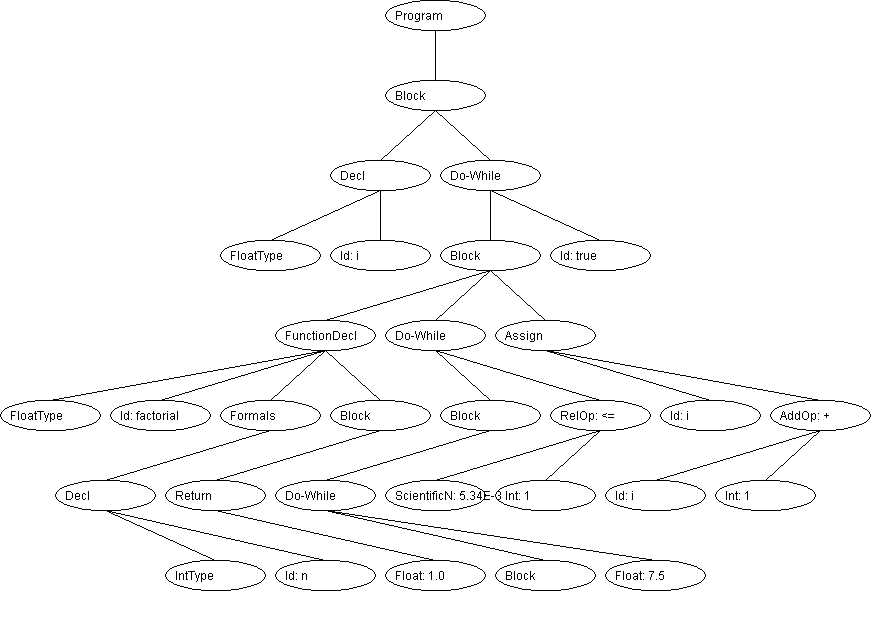 Program
Block
Decl
Do-While
FloatType
Id: i
Block
Id: true
FunctionDecl
Do-While
Assign
FloatType
Id: factorial
Formals
Block
Block
RelOp: <=
Id: i
AddOp: +
Decl
Return
Do-While
ScientificN: 5.34E-3
Int: 1
Id: i
Int: 1
IntType
Id: n
Float: 1.0
Block
Float: 7.5